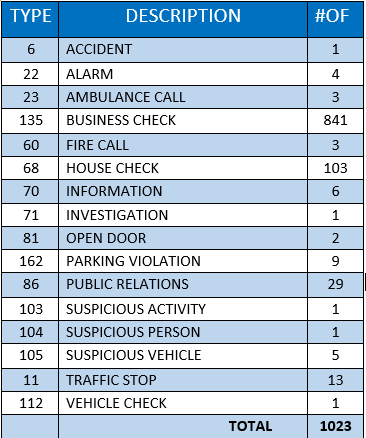 TYPE DESCRIPTION #OF
6 ACCIDENT 1
22 ALARM 4
23 AMBULANCE CALL 3
135 BUSINESS CHECK 841
60 FIRE CALL 3
68 HOUSE CHECK 103
70 INFORMATION 6
71 INVESTIGATION 1
81 OPEN DOOR 2
162 PARKING VIOLATION 9
86 PUBLIC RELATIONS 29
103 SUSPICIOUS ACTIVITY 1
104 SUSPICIOUS PERSON 1
105 SUSPICIOUS VEHICLE 5
11 TRAFFIC STOP 13
112 VEHICLE CHECK 1
TOTAL 1023